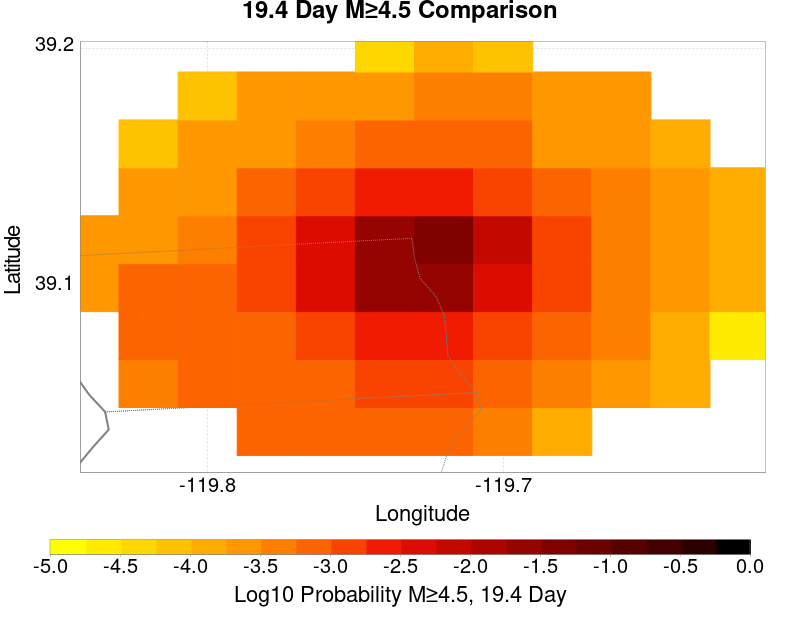 19.4 Day M≥4.5 Comparison
39.2
39.1
Latitude
-119.8 -119.7
Longitude
-5.0 -4.5 -4.0 -3.5 -3.0 -2.5 -2.0 -1.5 -1.0 -0.5 0.0
Log10 Probability M≥4.5, 19.4 Day